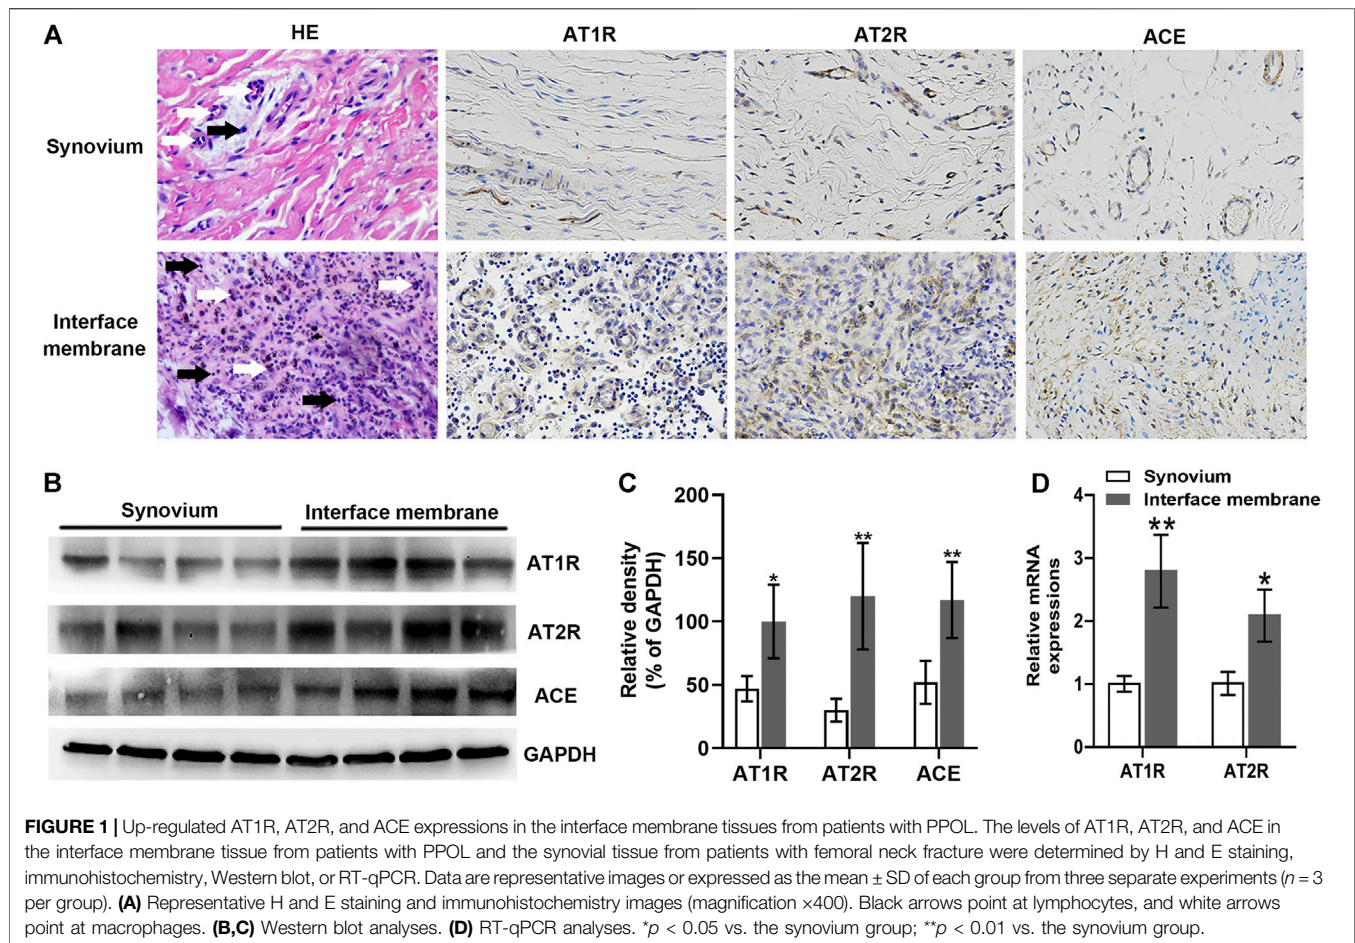 A
HE
AT1R
AT2R
ACE
Synovium
Interface
membrane
B
Synovium
Interface membrane
AT1R
AT2R
ACE
GAPDH
C
Relative density
(% of GAPDH)
200
150
100
50
0
*
**
**
AT1R
AT2R
ACE
D
Synovium
Interface membrane
Relative mRNA
expressions
4
3
2
1
0
**
*
AT1R
AT2R
FIGURE 1 | Up-regulated AT1R, AT2R, and ACE expressions in the interface membrane tissues from patients with PPOL. The levels of AT1R, AT2R, and ACE in
the interface membrane tissue from patients with PPOL and the synovial tissue from patients with femoral neck fracture were determined by H and E staining,
immunohistochemistry, Western blot, or RT-qPCR. Data are representative images or expressed as the mean ± SD of each group from three separate experiments (n = 3
per group). (A) Representative H and E staining and immunohistochemistry images (magnification ×400). Black arrows point at lymphocytes, and white arrows
point at macrophages. (B,C) Western blot analyses. (D) RT-qPCR analyses. *p < 0.05 vs. the synovium group; **p < 0.01 vs. the synovium group.